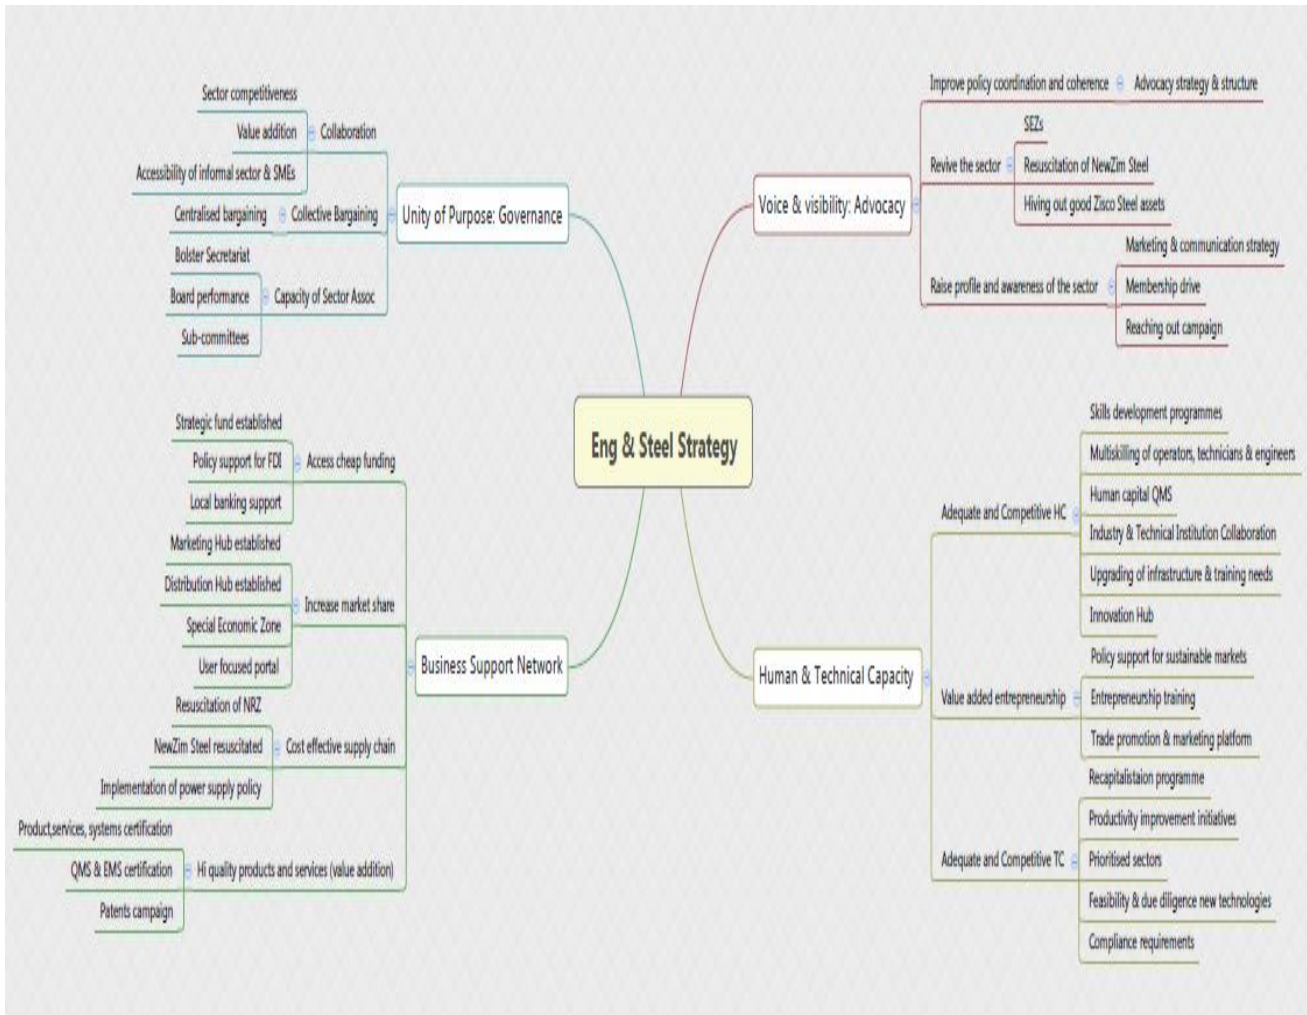 Eng & Steel Strategy
Unity of Purpose: Governance
Collaboration
Sector competitiveness
Value addition
Accessibility of informal sector & SMEs
Collective Bargaining
Centralised bargaining
Capacity of Sector Assoc
Bolster Secretariat
Board performance
Sub-committees
Voice & visibility: Advocacy
Improve policy coordination and coherence
Advocacy strategy & structure
Revive the sector
SEZs
Resuscitation of NewZim Steel
Hiving out good Zisco Steel assets
Raise profile and awareness of the sector
Marketing & communication strategy
Membership drive
Reaching out campaign
Business Support Network
Access cheap funding
Strategic fund established
Policy support for FDI
Local banking support
Increase market share
Marketing Hub established
Distribution Hub established
Special Economic Zone
User focused portal
Cost effective supply chain
Resuscitation of NRZ
NewZim Steel resuscitated
Implementation of power supply policy
Hi quality products and services (value addition)
Product,services, systems certification
QMS & EMS certification
Patents campaign
Human & Technical Capacity
Adequate and Competitive HC
Skills development programmes
Multiskilling of operators, technicians & engineers
Human capital QMS
Industry & Technical Institution Collaboration
Upgrading of infrastructure & training needs
Innovation Hub
Value added entrepreneurship
Policy support for sustainable markets
Entrepreneurship training
Trade promotion & marketing platform
Adequate and Competitive TC
Recapitalistaion programme
Productivity improvement initiatives
Prioritised sectors
Feasibility & due diligence new technologies
Compliance requirements